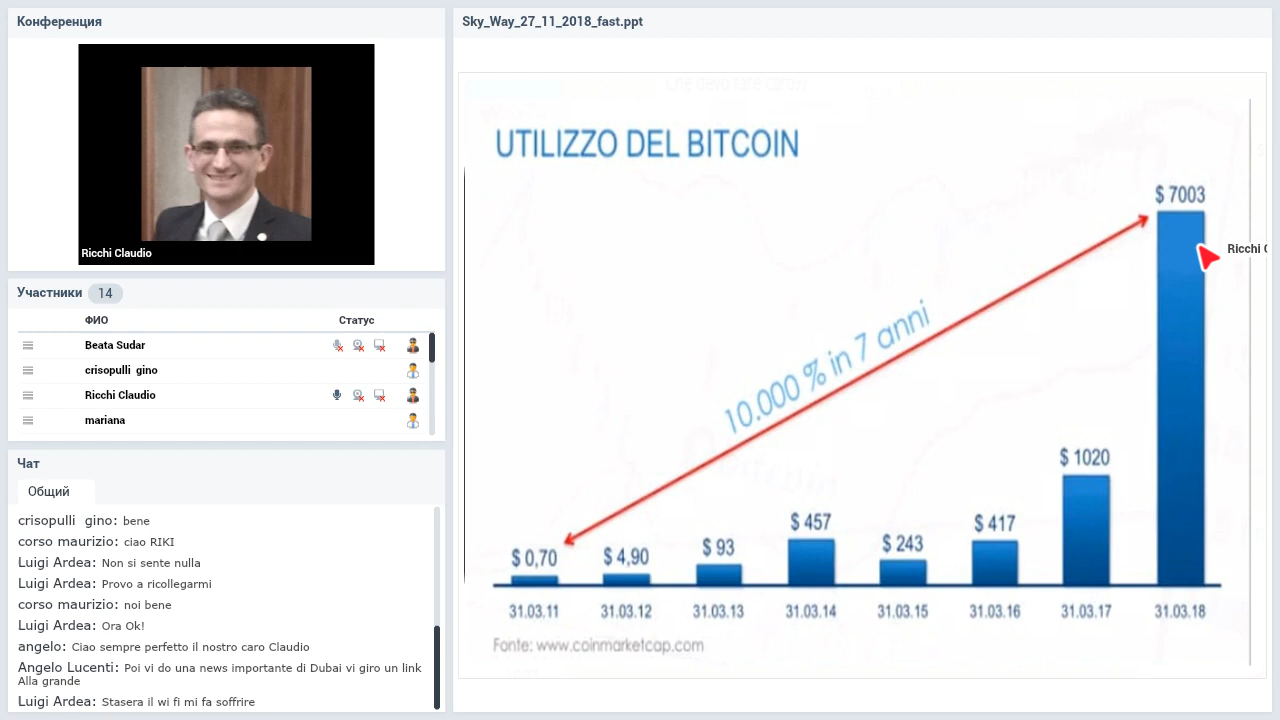 Конференция
Ricchi Claudio
Участники 14
ФИО Статус
Beata Sudar
crisopulli gino
Ricchi Claudio
mariana
Чат
Общий
crisopulli gino: bene
corso maurizio: ciao RIKI
Luigi Ardea: Non si sente nulla
Luigi Ardea: Provo a ricollegarmi
corso maurizio: noi bene
Luigi Ardea: Ora Ok!
angelo: Ciao sempre perfetto il nostro caro Claudio
Angelo Lucenti: Poi vi do una news importante di Dubai vi giro un link
Alla grande
Luigi Ardea: Stasera il wi fi mi fa soffrire
Sky_Way_27_11_2018_fast.ppt
Che devo fare ora??
UTILIZZO DEL BITCOIN
$ 7003
Ricchi C
10.000 % in 7 anni
$ 1020
$ 457
$ 417
$ 93
$ 243
$ 0,70
$ 4,90
31.03.11 31.03.12 31.03.13 31.03.14 31.03.15 31.03.16 31.03.17 31.03.18
Fonte: www.coinmarketcap.com